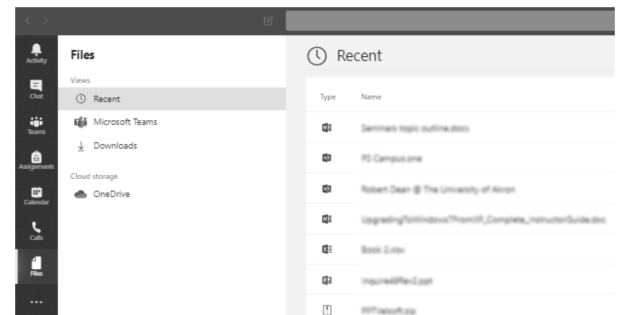 Activity
Chat
Teams
Assignments
Calendar
Calls
Files
Files
Views
Recent
Microsoft Teams
Downloads
Cloud storage
OneDrive
Recent
Type Name
Seminars topic outline.docx
PS Campus.one
Robert Dean @ The University of Akron
Book 2.xlsx